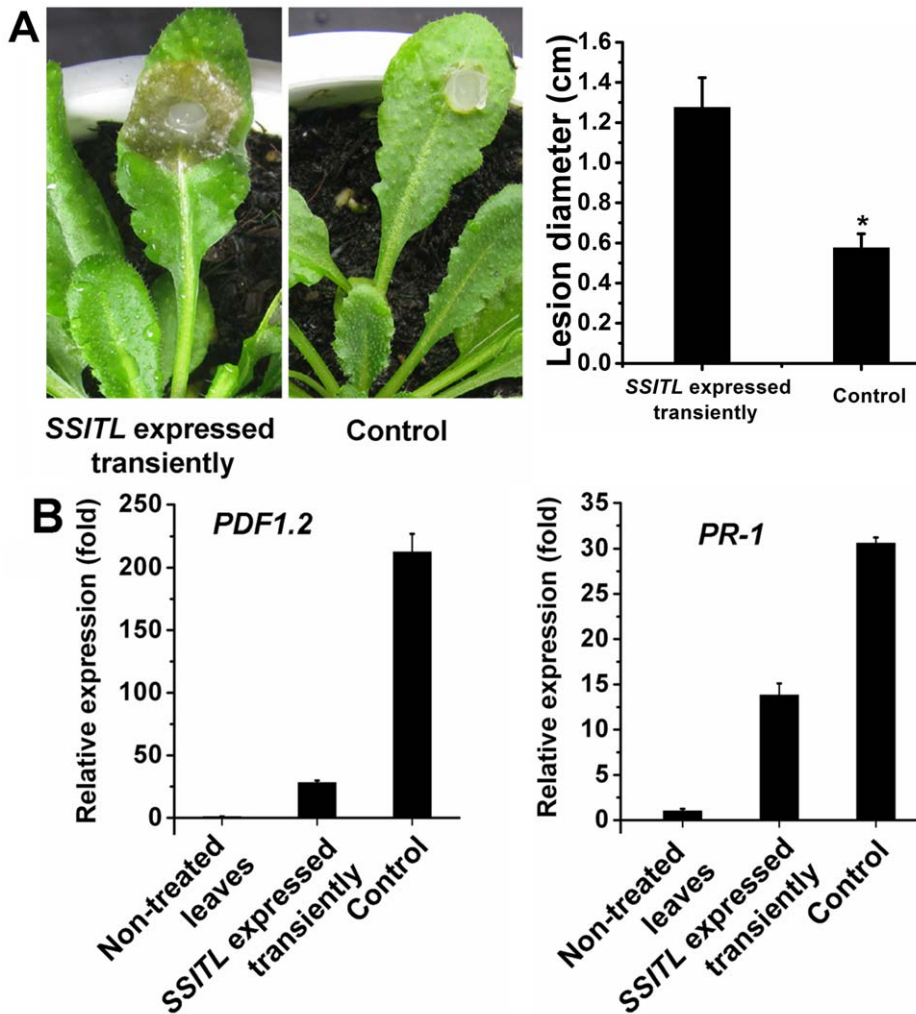 A
SSITL expressed
transiently
Control
Lesion diameter (cm)
1.6
1.4
1.2
1.0
0.8
0.6
0.4
0.2
0.0
*
SSITL expressed
transiently
Control
B
Relative expression (fold)
250
200
150
100
50
0
PDF1.2
Non-treated
leaves
SSITL expressed
transiently
Control
Relative expression (fold)
35
30
25
20
15
10
5
0
PR-1
Non-treated
leaves
SSITL expressed
transiently
Control